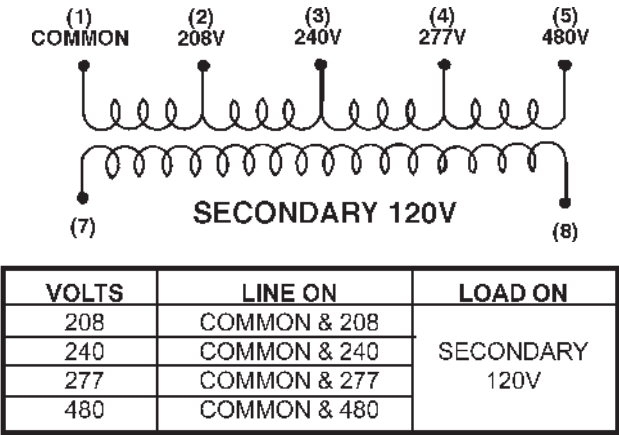 (1) (2) (3) (4) (5)
COMMON 208V 240V 277V 480V
(7) SECONDARY 120V (8)
VOLTS LINE ON LOAD ON
208 COMMON & 208
240 COMMON & 240 SECONDARY
277 COMMON & 277 120V
480 COMMON & 480